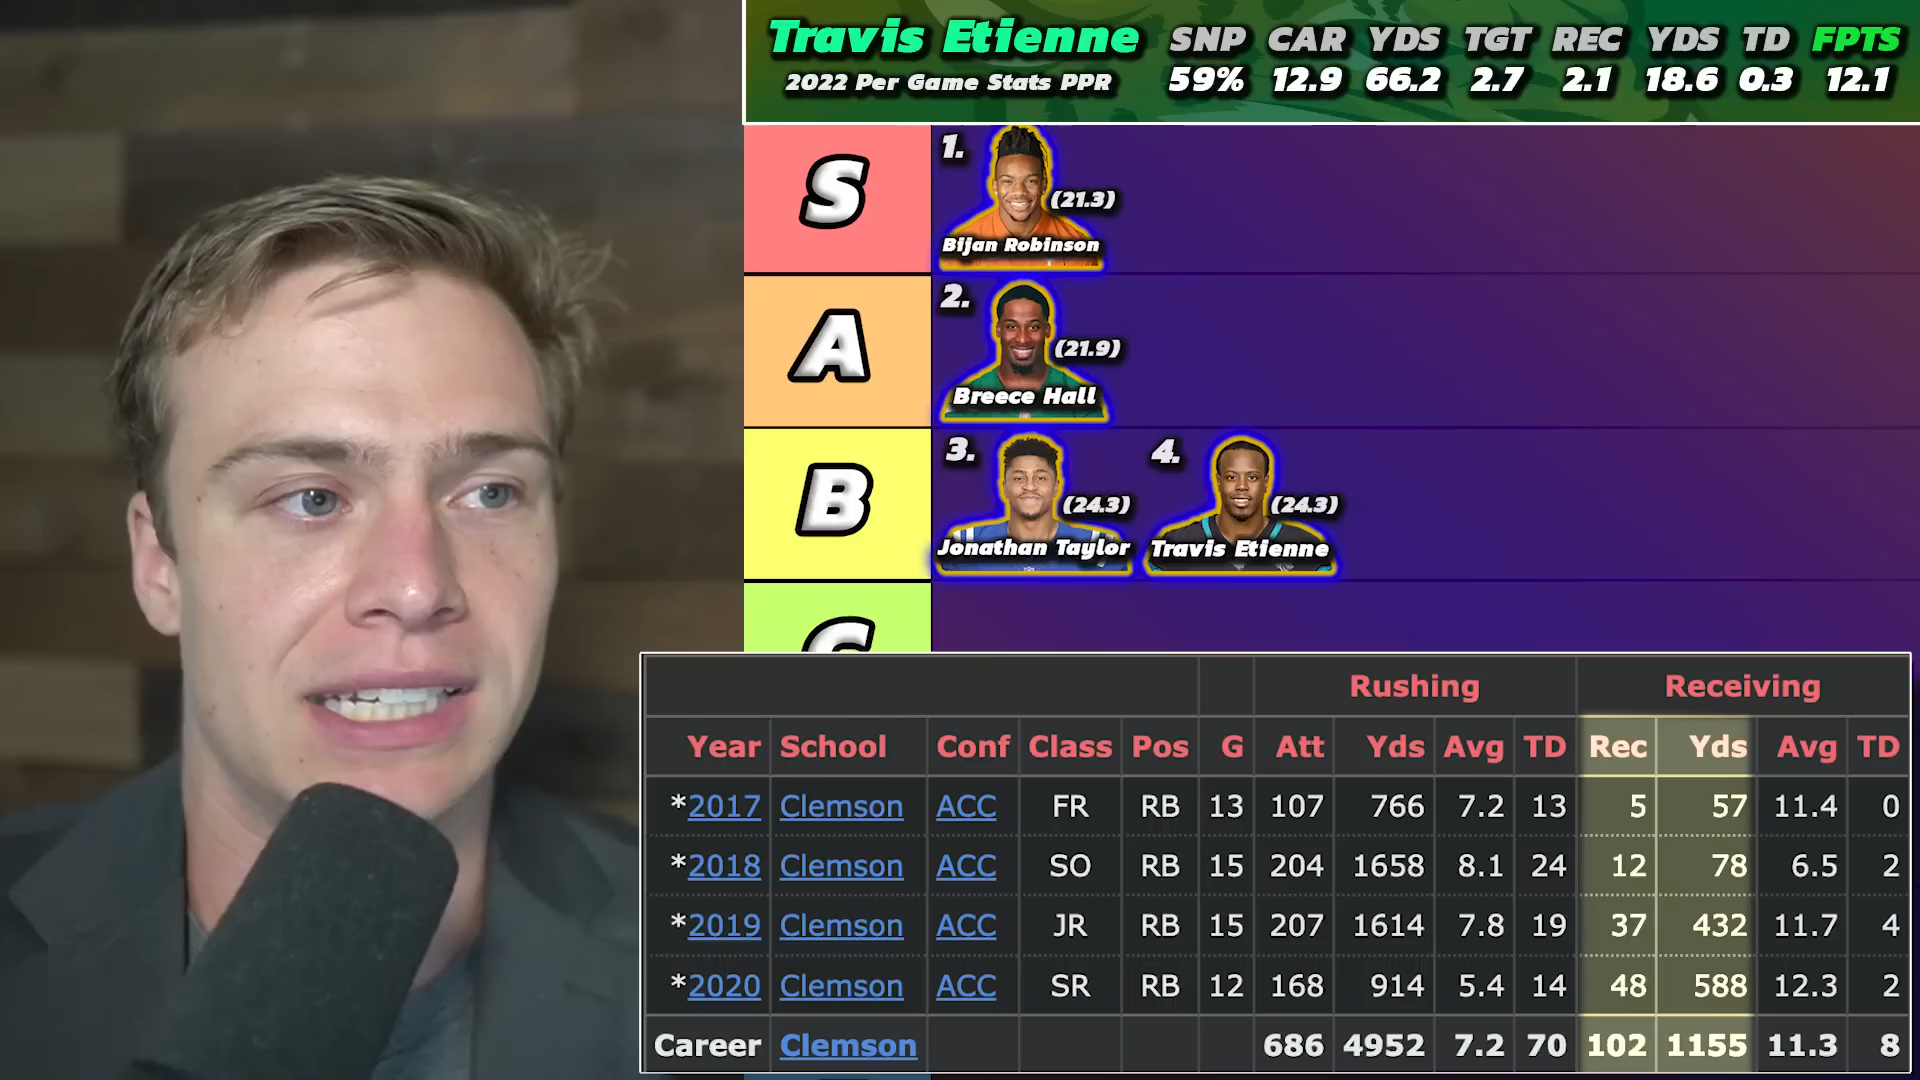 Travis Etienne SNP CAR YDS TGT REC YDS TD FPTS
2022 Per Game Stats PPR 59% 12.9 66.2 2.7 2.1 18.6 0.3 12.1
S
1.
(21.3)
Bijan Robinson
A
2.
(21.9)
Breece Hall
B
3.
(24.3)
Jonathan Taylor
4.
(24.3)
Travis Etienne
C
Rushing Receiving
Year School Conf Class Pos G Att Yds Avg TD Rec Yds Avg TD
*2017 Clemson ACC FR RB 13 107 766 7.2 13 5 57 11.4 0
*2018 Clemson ACC SO RB 15 204 1658 8.1 24 12 78 6.5 2
*2019 Clemson ACC JR RB 15 207 1614 7.8 19 37 432 11.7 4
*2020 Clemson ACC SR RB 12 168 914 5.4 14 48 588 12.3 2
Career Clemson 686 4952 7.2 70 102 1155 11.3 8